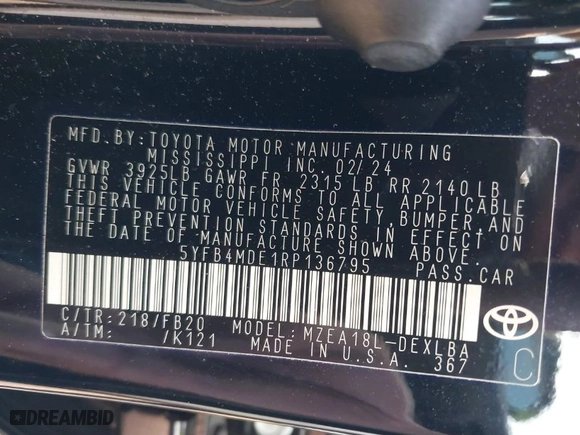 MFD.BY:TOYOTA MOTOR MANUFACTURING
MISSISSIPPI INC. 02/24
GVWR 3925LB GAWR FR 2315 LB RR 2140 LB
THIS VEHICLE CONFORMS TO ALL APPLICABLE
FEDERAL MOTOR VEHICLE SAFETY, BUMPER, AND
THEFT PREVENTION STANDARDS IN EFFECT ON
THE DATE OF MANUFACTURE SHOWN ABOVE.
5YFB4MDE1RP136795 PASS.CAR
C/TR:218/FB20 MODEL:MZEA18L-DEXLBA
A/TM: /K121 MADE IN U.S.A. 367
C
DREAMBID